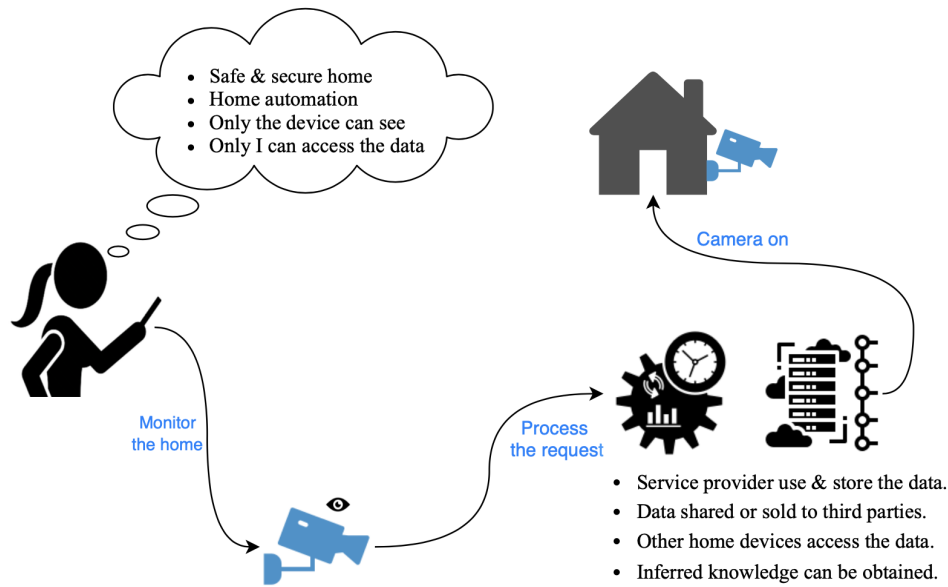 • Safe & secure home
• Home automation
• Only the device can see
• Only I can access the data
Camera on
Monitor
the home
Process
the request
• Service provider use & store the data.
• Data shared or sold to third parties.
• Other home devices access the data.
• Inferred knowledge can be obtained.